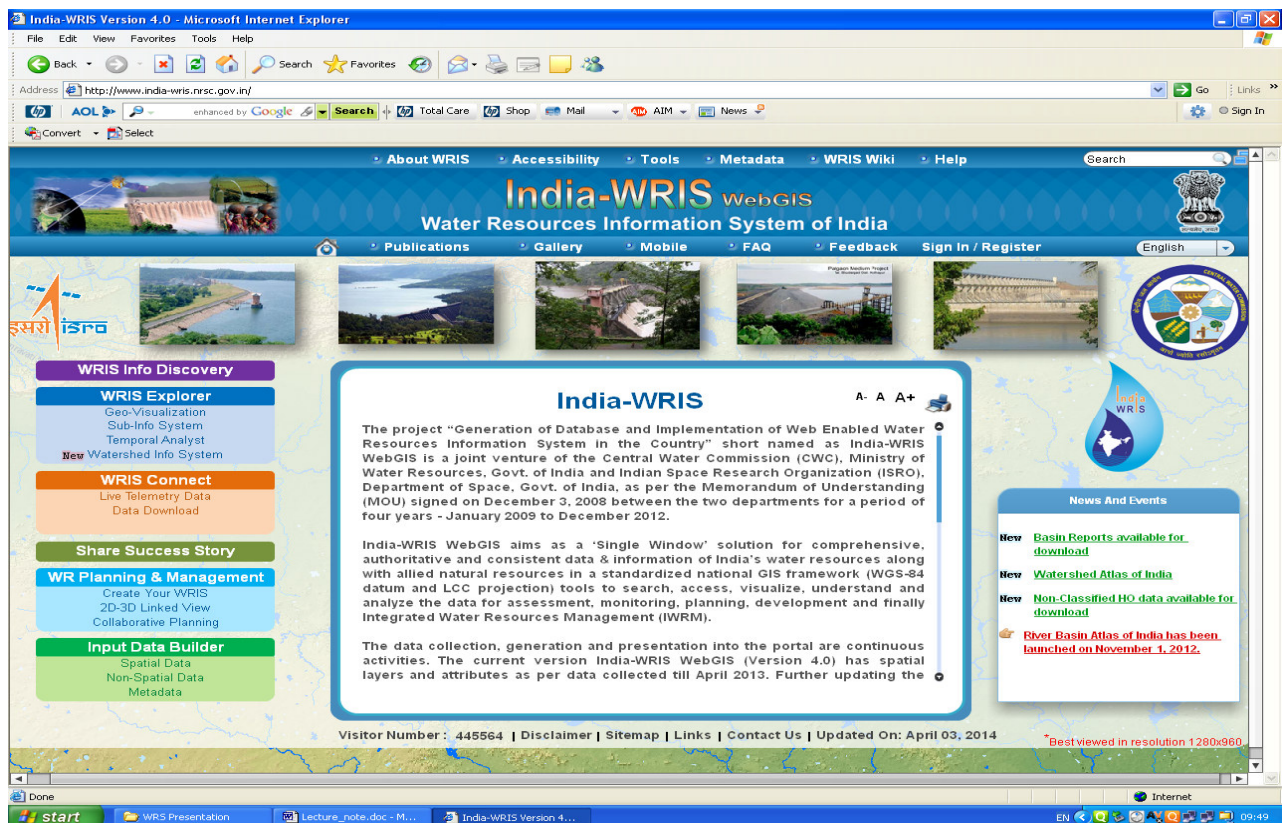 India-WRIS Version 4.0 - Microsoft Internet Explorer
File Edit View Favorites Tools Help
Back Search Favorites
Address http://www.india-wris.nrsc.gov.in/ Go Links »
AOL enhanced by Google Search Total Care Shop Mail AIM News Sign In
Convert Select
About WRIS Accessibility Tools Metadata WRIS Wiki Help Search
India-WRIS WebGIS
Water Resources Information System of India
Publications Gallery Mobile FAQ Feedback Sign In / Register English
इसरो isro
CENTRAL WATER COMMISSION
WRIS Info Discovery
WRIS Explorer
Geo-Visualization
Sub-Info System
Temporal Analyst
New Watershed Info System
WRIS Connect
Live Telemetry Data
Data Download
Share Success Story
WR Planning & Management
Create Your WRIS
2D-3D Linked View
Collaborative Planning
Input Data Builder
Spatial Data
Non-Spatial Data
Metadata
India-WRIS A- A A+
The project “Generation of Database and Implementation of Web Enabled Water
Resources Information System in the Country” short named as India-WRIS
WebGIS is a joint venture of the Central Water Commission (CWC), Ministry of
Water Resources, Govt. of India and Indian Space Research Organization (ISRO),
Department of Space, Govt. of India, as per the Memorandum of Understanding
(MOU) signed on December 3, 2008 between the two departments for a period of
four years - January 2009 to December 2012.
India-WRIS WebGIS aims as a ‘Single Window’ solution for comprehensive,
authoritative and consistent data & information of India's water resources along
with allied natural resources in a standardized national GIS framework (WGS-84
datum and LCC projection) tools to search, access, visualize, understand and
analyze the data for assessment, monitoring, planning, development and finally
Integrated Water Resources Management (IWRM).
The data collection, generation and presentation into the portal are continuous
activities. The current version India-WRIS WebGIS (Version 4.0) has spatial
layers and attributes as per data collected till April 2013. Further updating the
India
WRIS
News And Events
New Basin Reports available for
download
New Watershed Atlas of India
New Non-Classified HO data available for
download
River Basin Atlas of India has been
launched on November 1, 2012.
Visitor Number : 445564 | Disclaimer | Sitemap | Links | Contact Us | Updated On: April 03, 2014
*Best viewed in resolution 1280x960
Done Internet
start WRS Presentation Lecture_note.doc - M... India-WRIS Version 4... EN 09:49